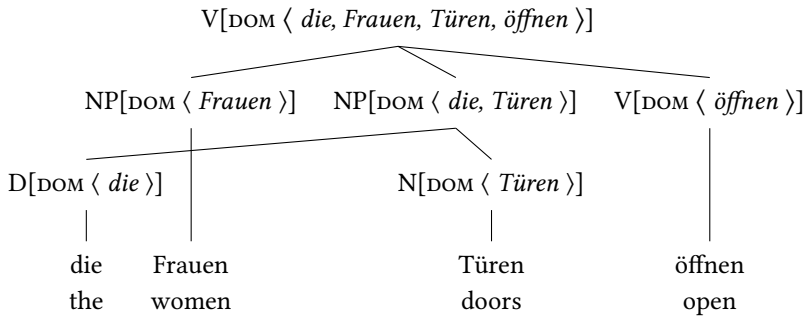 V[DOM ⟨ die, Frauen, Türen, öffnen ⟩]
NP[DOM ⟨ Frauen ⟩] NP[DOM ⟨ die, Türen ⟩] V[DOM ⟨ öffnen ⟩]
D[DOM ⟨ die ⟩] N[DOM ⟨ Türen ⟩]
die Frauen Türen öffnen
the women doors open